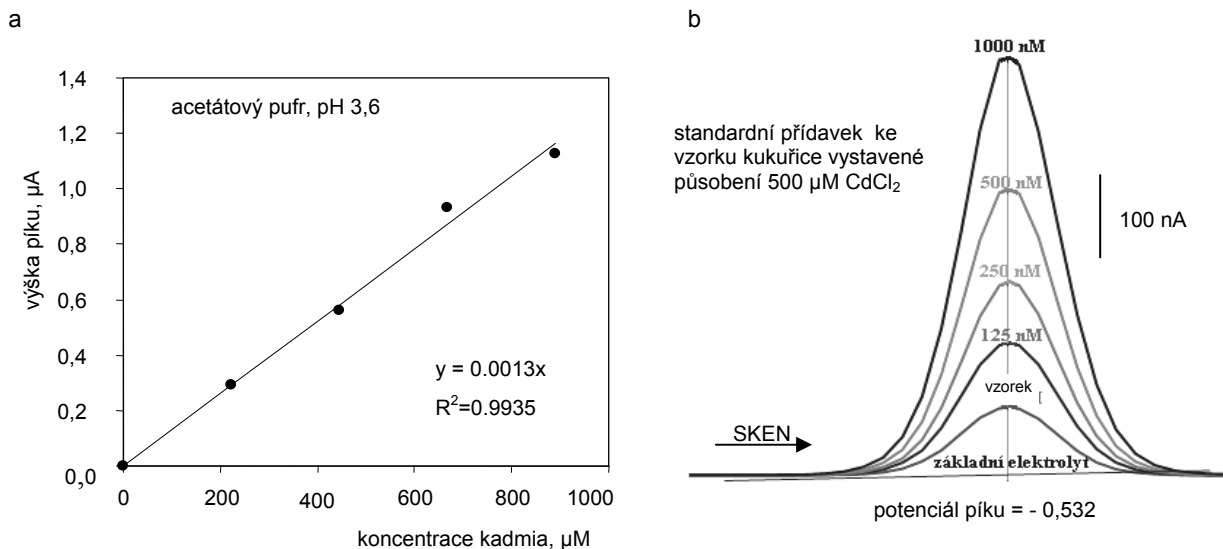 a
1,4
1,2
1,0
0,8
0,6
0,4
0,2
0,0
výška píku, µA
acetátový pufr, pH 3,6
y = 0.0013x
R²=0.9935
0
200
400
600
800
1000
koncentrace kadmia, µM
b
1000 nM
standardní přídavek ke
vzorku kukuřice vystavené
působení 500 µM CdCl₂
500 nM
100 nA
250 nM
125 nM
vzorek
SKEN
základní elektrolyt
potenciál píku = - 0,532